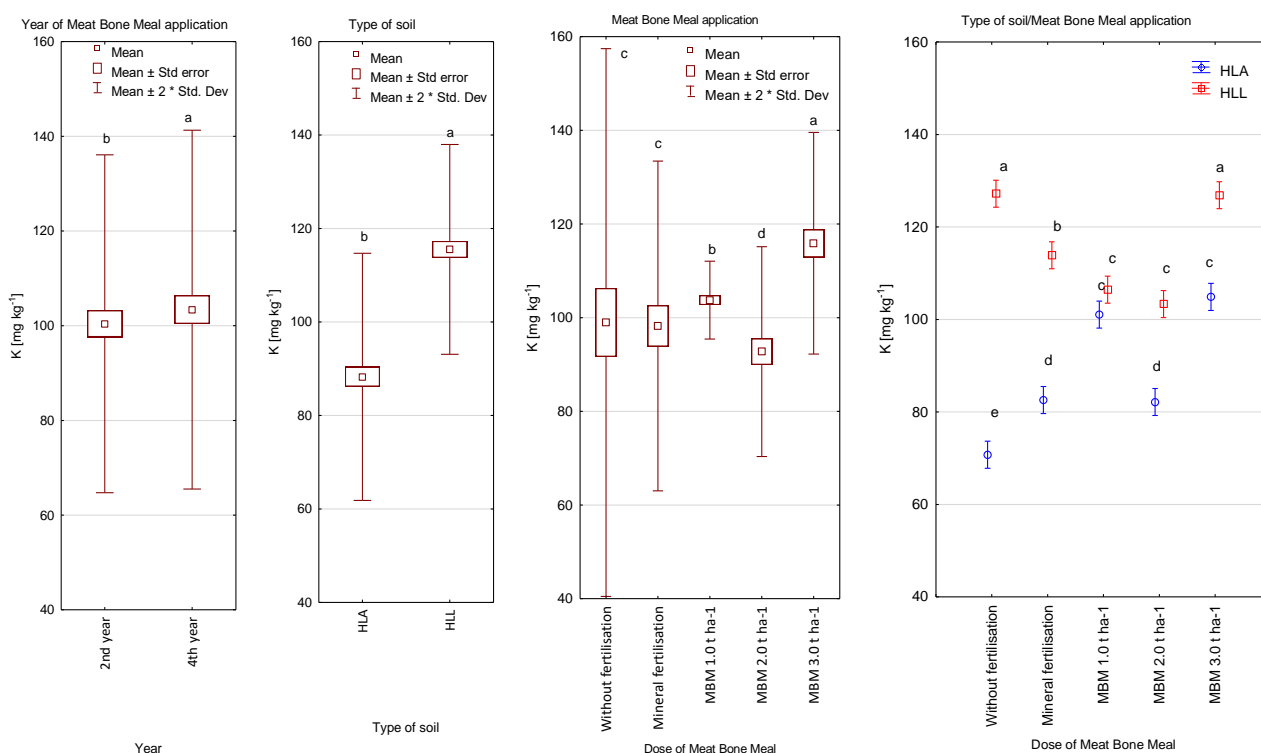 Year of Meat Bone Meal application
160
140
120
100
80
60
40
K [mg kg-1]
Mean
Mean ± Std error
Mean ± 2 * Std. Dev
b
a
2nd year
4th year
Year
Type of soil
160
140
120
100
80
60
40
K [mg kg-1]
Mean
Mean ± Std error
Mean ± 2 * Std. Dev
b
a
HLA
HLL
Type of soil
Meat Bone Meal application
160
140
120
100
80
60
40
K [mg kg-1]
Mean
Mean ± Std error
Mean ± 2 * Std. Dev
c
c
b
d
a
Without fertilisation
Mineral fertilisation
MBM 1.0 t ha-1
MBM 2.0 t ha-1
MBM 3.0 t ha-1
Dose of Meat Bone Meal
Type of soil/Meat Bone Meal application
160
140
120
100
80
60
40
K [mg kg-1]
HLA
HLL
a
b
c
c
a
e
d
c
d
c
Without fertilisation
Mineral fertilisation
MBM 1.0 t ha-1
MBM 2.0 t ha-1
MBM 3.0 t ha-1
Dose of Meat Bone Meal